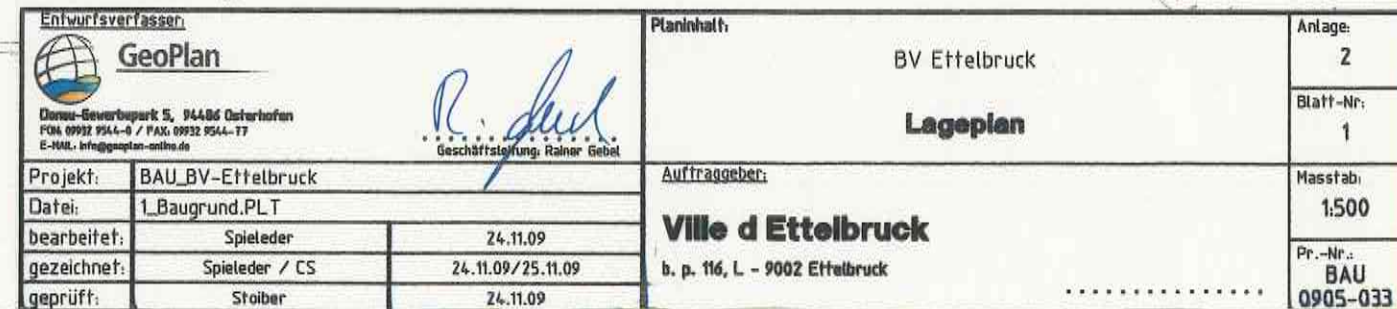 Entwurfsverfasser:
GeoPlan
Donau-Gewerbepark 5, 94486 Osterhofen
FON 09932 9544-0 / FAX: 09932 9544-77
E-MAIL: info@geoplan-online.de
Geschäftsleitung: Rainer Gebel
Projekt: BAU_BV-Ettelbruck
Datei: 1_Baugrund.PLT
bearbeitet: Spieleder 24.11.09
gezeichnet: Spieleder / CS 24.11.09/25.11.09
geprüft: Stoiber 24.11.09
Planinhalt:
BV Ettelbruck
Lageplan
Auftraggeber:
Ville d Ettelbruck
b. p. 116, L - 9002 Ettelbruck
Anlage:
2
Blatt-Nr:
1
Masstab:
1:500
Pr.-Nr.:
BAU
0905-033